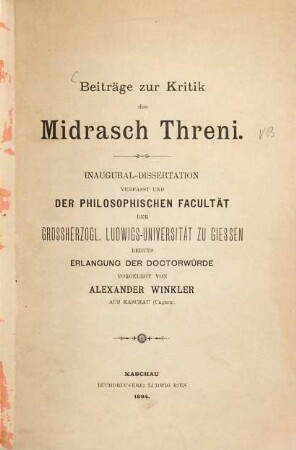 Beiträge zur Kritik
des
Midrasch Threni.
INAUGURAL-DISSERTATION
VERFASST UND
DER PHILOSOPHISCHEN FACULTÄT
DER
GROSSHERZOGL. LUDWIGS-UNIVERSITÄT ZU GIESSEN
BEHUFS
ERLANGUNG DER DOCTORWÜRDE
VORGELEGT VON
ALEXANDER WINKLER
AUS KASCHAU (Ungarn).
KASCHAU
BUCHDRUCKEREI LUDWIG RIES
1894.